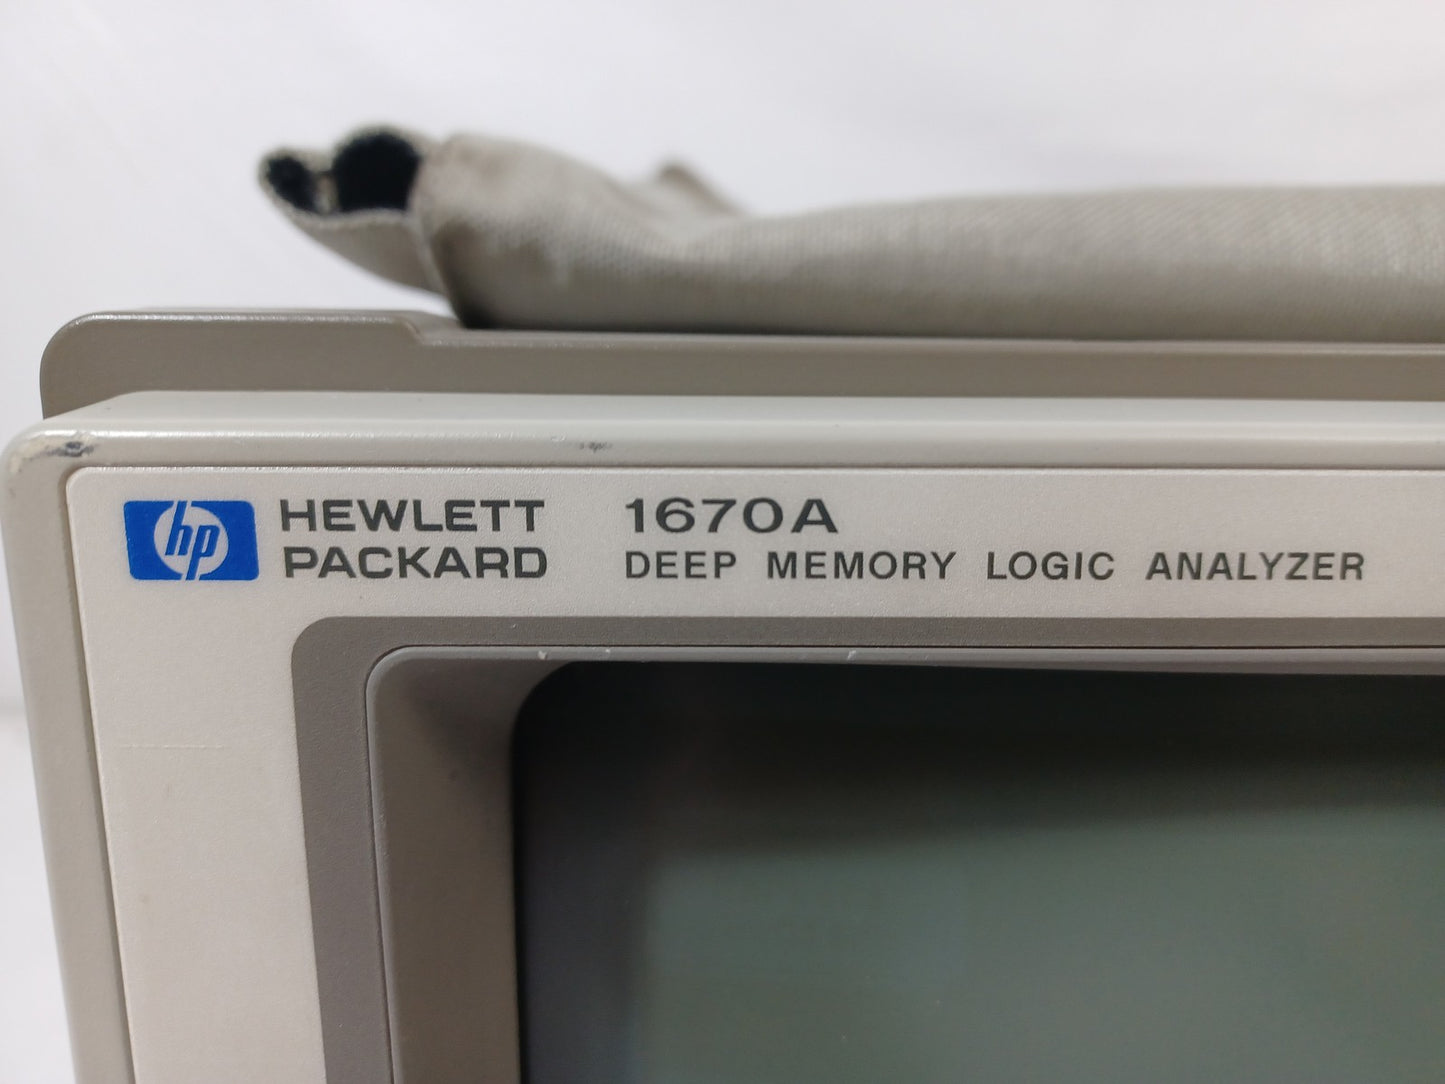 hp HEWLETT PACKARD
1670A
DEEP MEMORY LOGIC ANALYZER